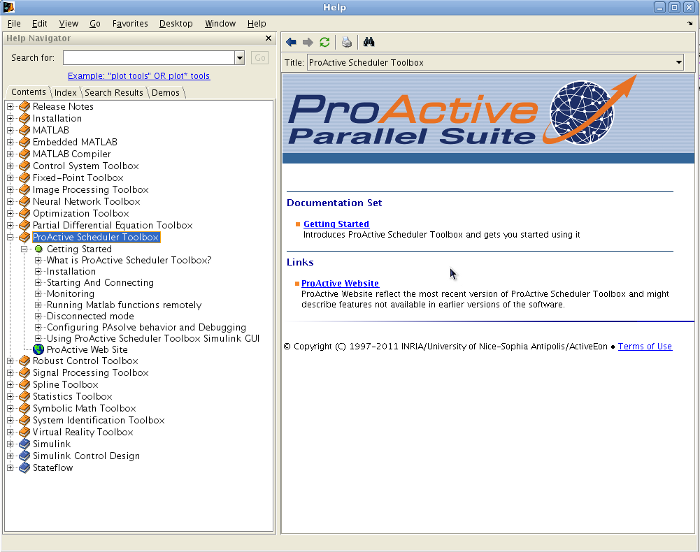 Help
File Edit View Go Favorites Desktop Window Help
Help Navigator
Search for:
Go
Example: "plot tools" OR plot* tools
Contents Index Search Results Demos
Release Notes
Installation
MATLAB
Embedded MATLAB
MATLAB Compiler
Control System Toolbox
Fixed-Point Toolbox
Image Processing Toolbox
Neural Network Toolbox
Optimization Toolbox
Partial Differential Equation Toolbox
ProActive Scheduler Toolbox
Getting Started
What is ProActive Scheduler Toolbox?
Installation
Starting And Connecting
Monitoring
Running Matlab functions remotely
Disconnected mode
Configuring PAsolve behavior and Debugging
Using ProActive Scheduler Toolbox Simulink GUI
ProActive Web Site
Robust Control Toolbox
Signal Processing Toolbox
Spline Toolbox
Statistics Toolbox
Symbolic Math Toolbox
System Identification Toolbox
Virtual Reality Toolbox
Simulink
Simulink Control Design
Stateflow
Title: ProActive Scheduler Toolbox
ProActive
Parallel Suite
Documentation Set
Getting Started
Introduces ProActive Scheduler Toolbox and gets you started using it
Links
ProActive Website
ProActive Website reflect the most recent version of ProActive Scheduler Toolbox and might
describe features not available in earlier versions of the software.
© Copyright (C) 1997-2011 INRIA/University of Nice-Sophia Antipolis/ActiveEon • Terms of Use